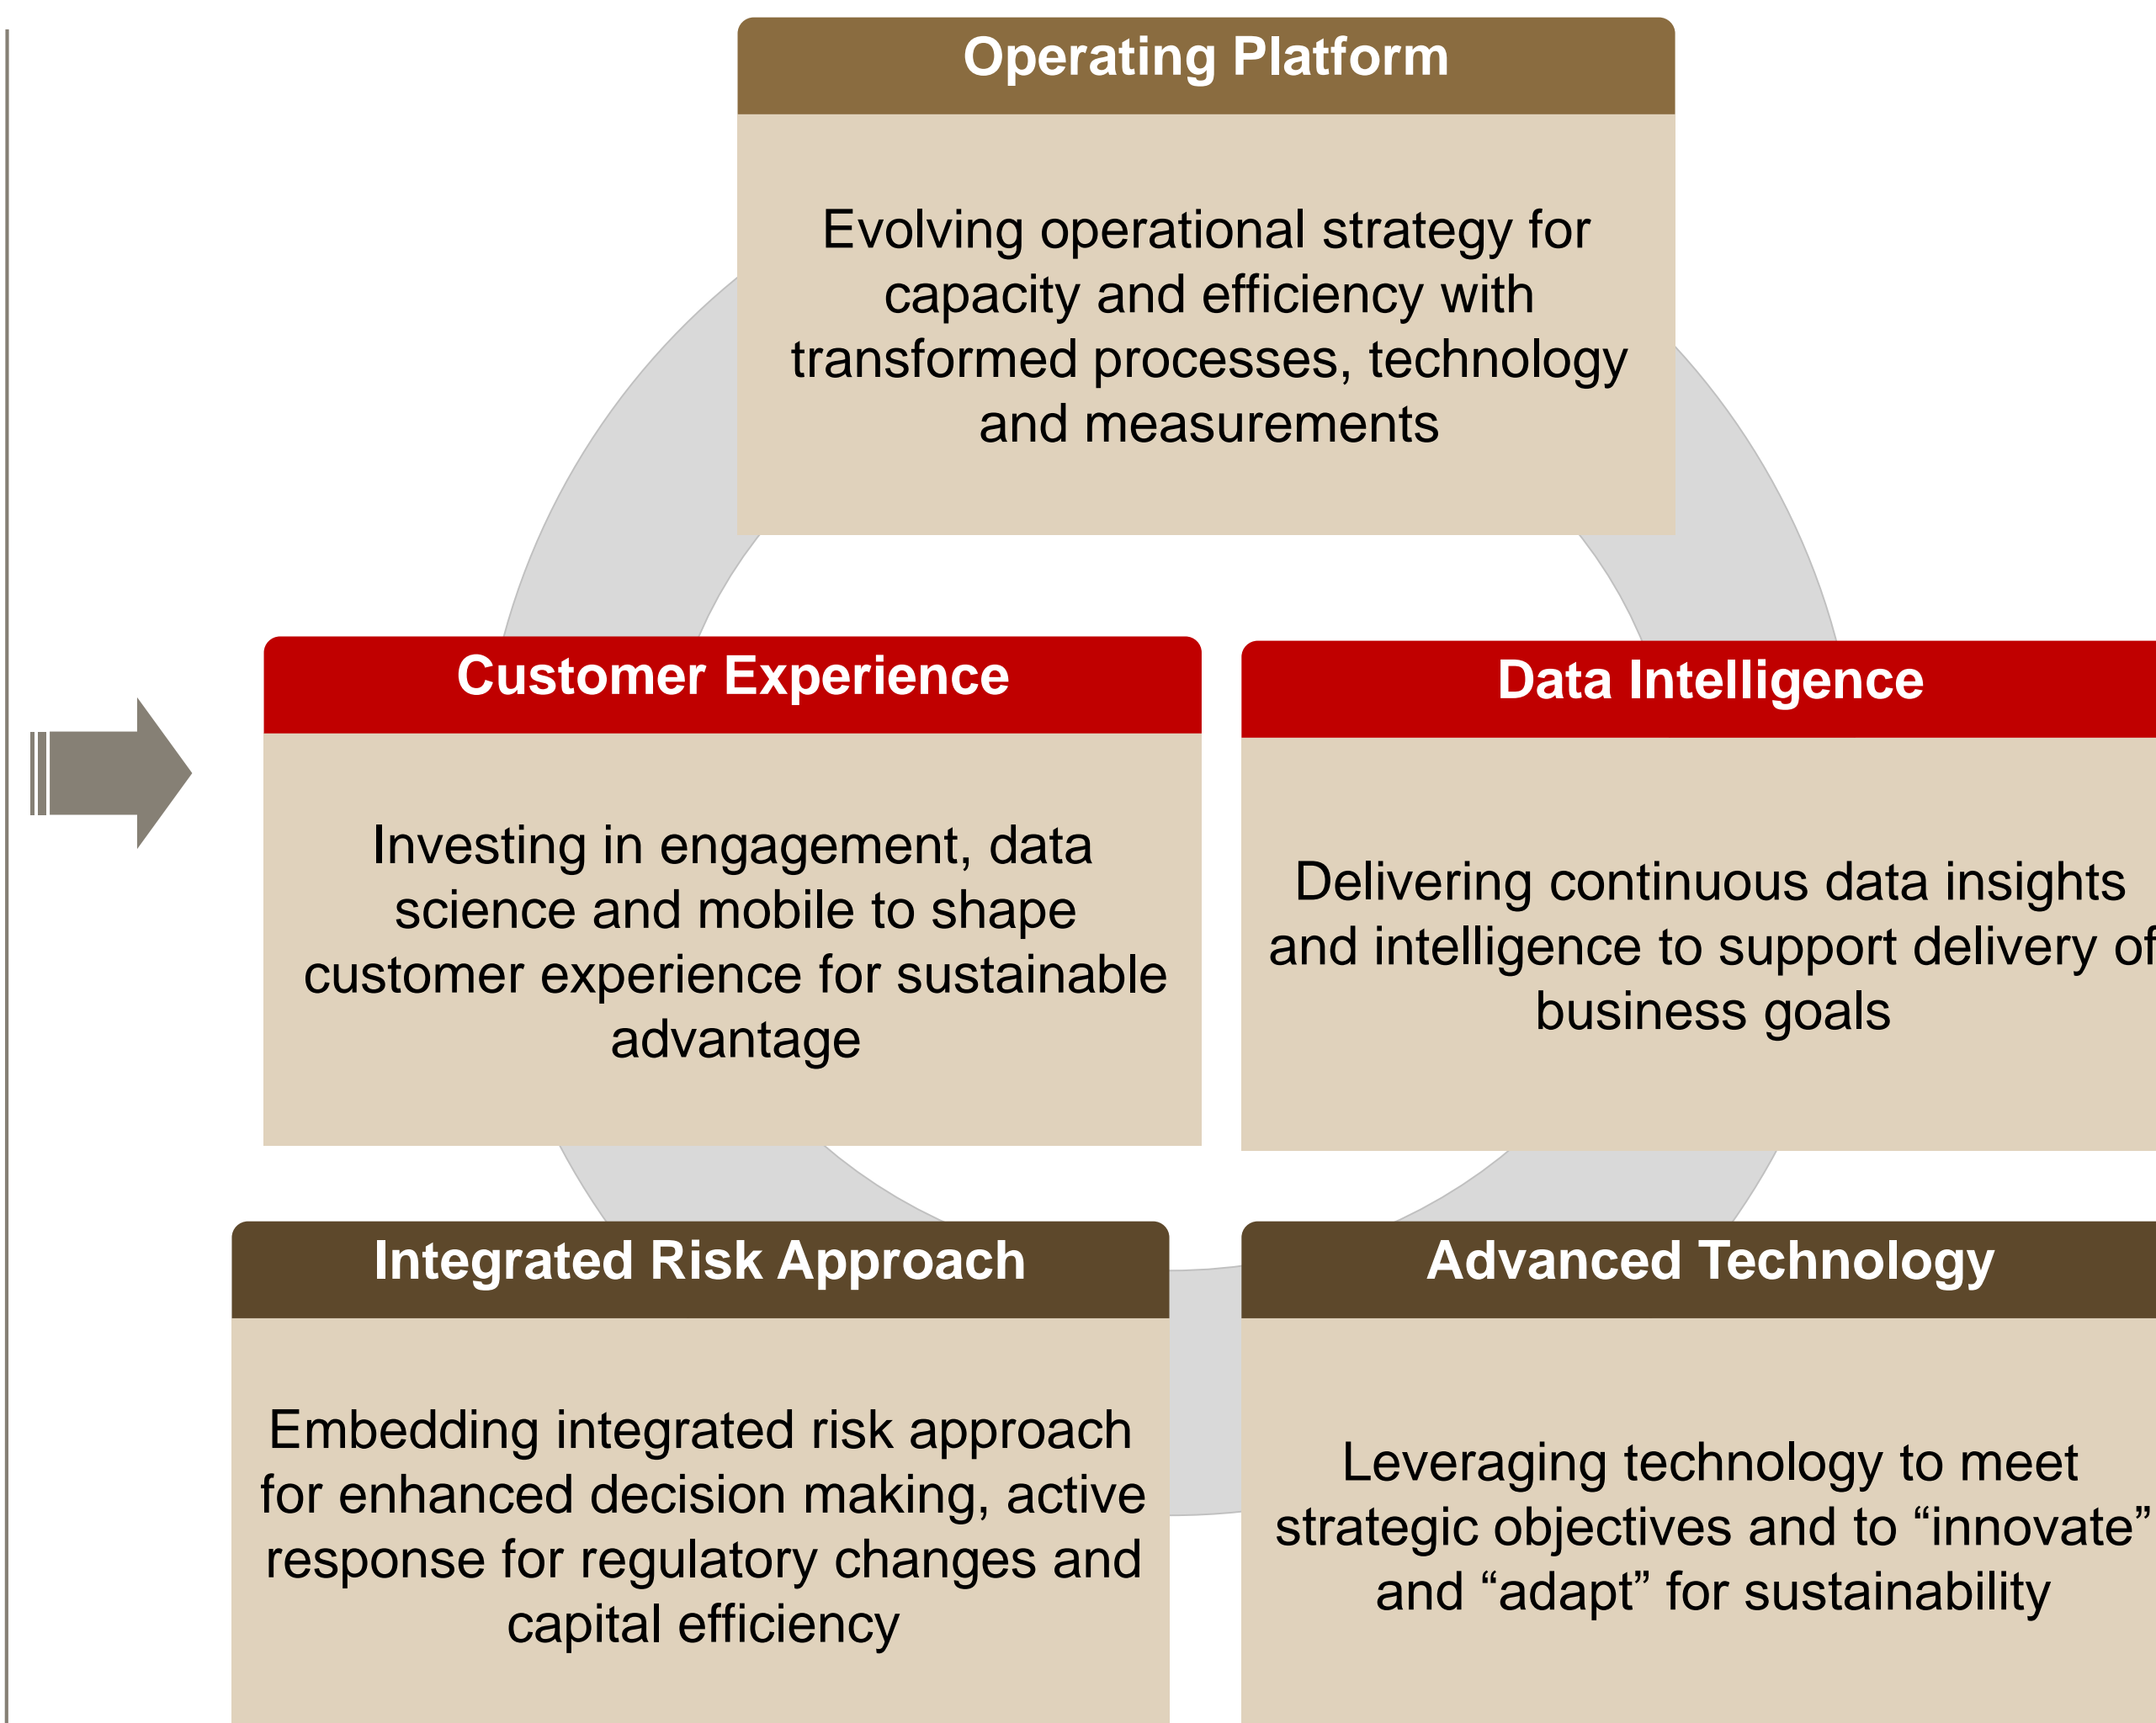 Operating Platform
Evolving operational strategy for
capacity and efficiency with
transformed processes, technology
and measurements
Customer Experience
Investing in engagement, data
science and mobile to shape
customer experience for sustainable
advantage
Data Intelligence
Delivering continuous data insights
and intelligence to support delivery of
business goals
Integrated Risk Approach
Embedding integrated risk approach
for enhanced decision making, active
response for regulatory changes and
capital efficiency
Advanced Technology
Leveraging technology to meet
strategic objectives and to “innovate”
and “adapt” for sustainability